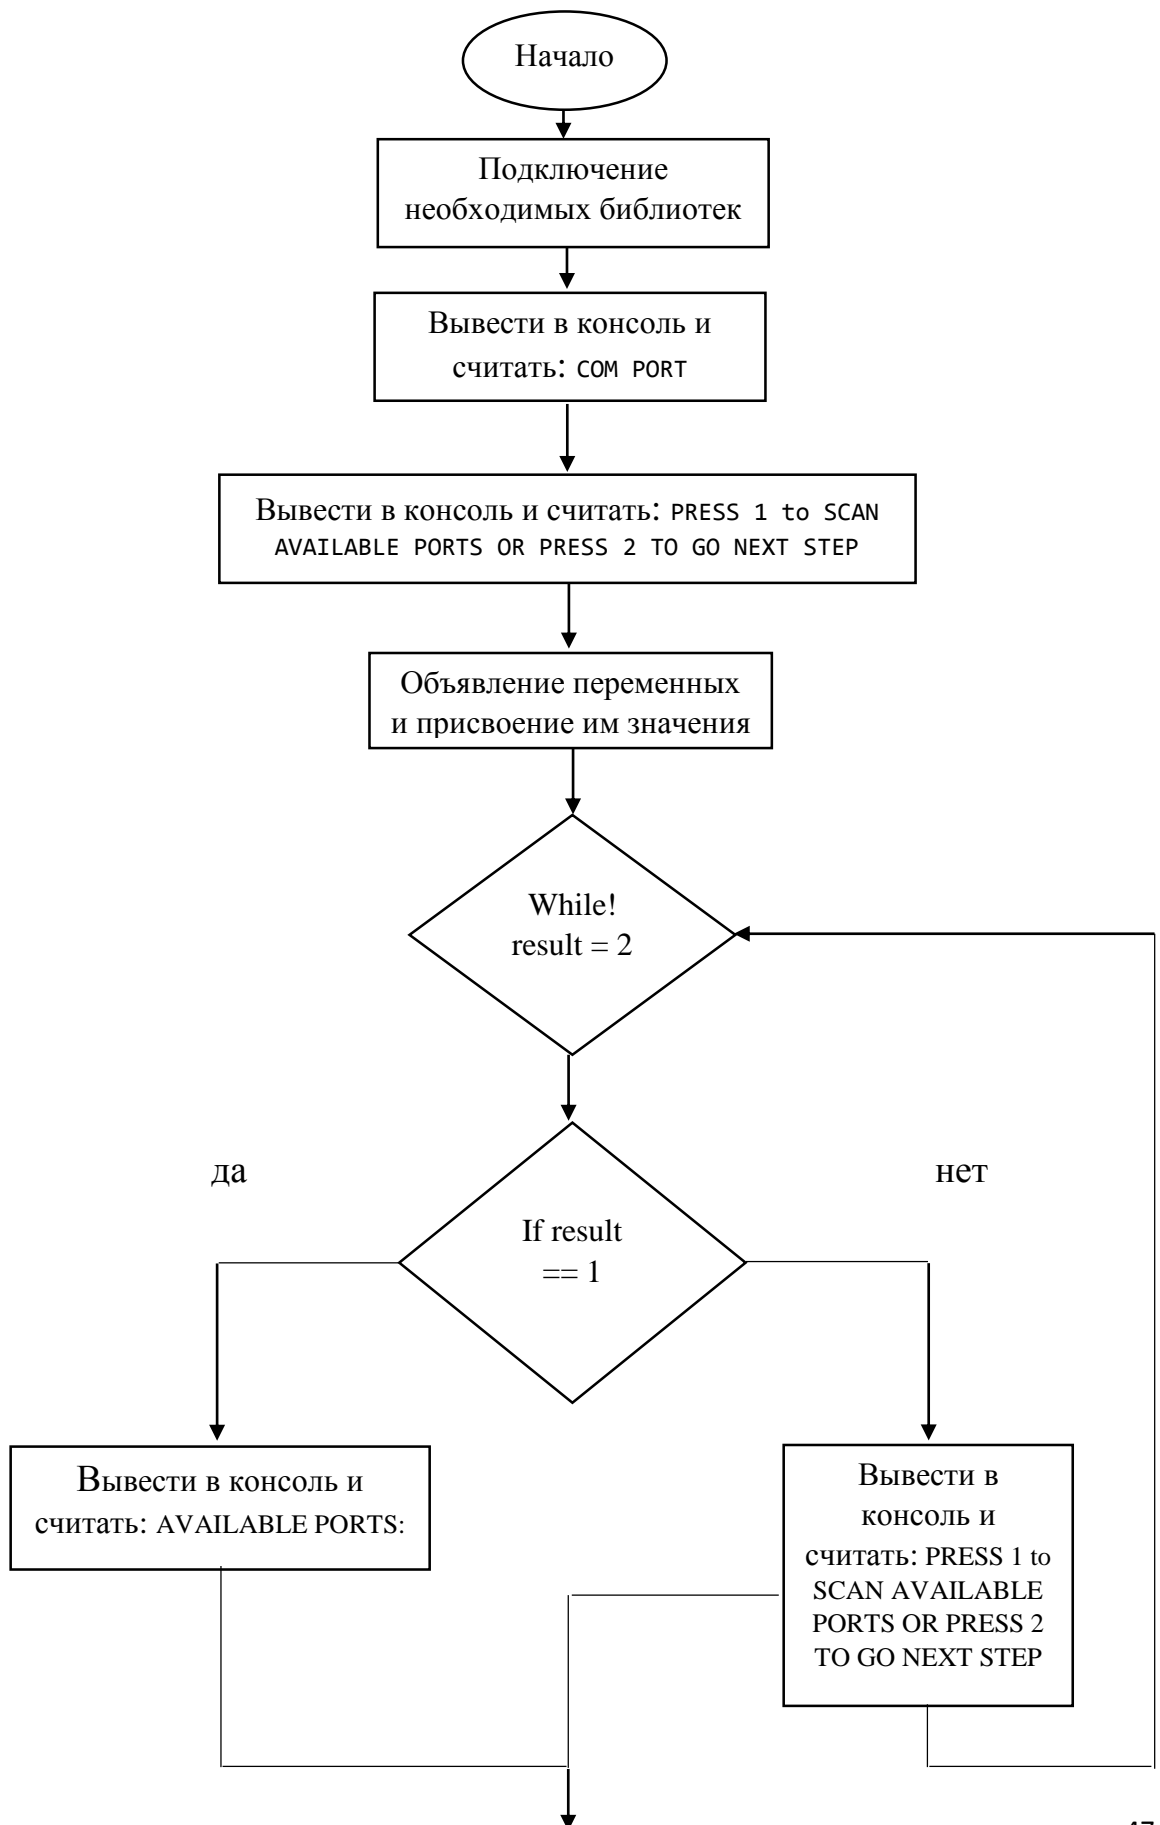 Начало
Подключение
необходимых библиотек
Вывести в консоль и
считать: COM PORT
Вывести в консоль и считать: PRESS 1 to SCAN
AVAILABLE PORTS OR PRESS 2 TO GO NEXT STEP
Объявление переменных
и присвоение им значения
While!
result = 2
да
нет
If result
== 1
Вывести в консоль и
считать: AVAILABLE PORTS:
Вывести в
консоль и
считать: PRESS 1 to
SCAN AVAILABLE
PORTS OR PRESS 2
TO GO NEXT STEP